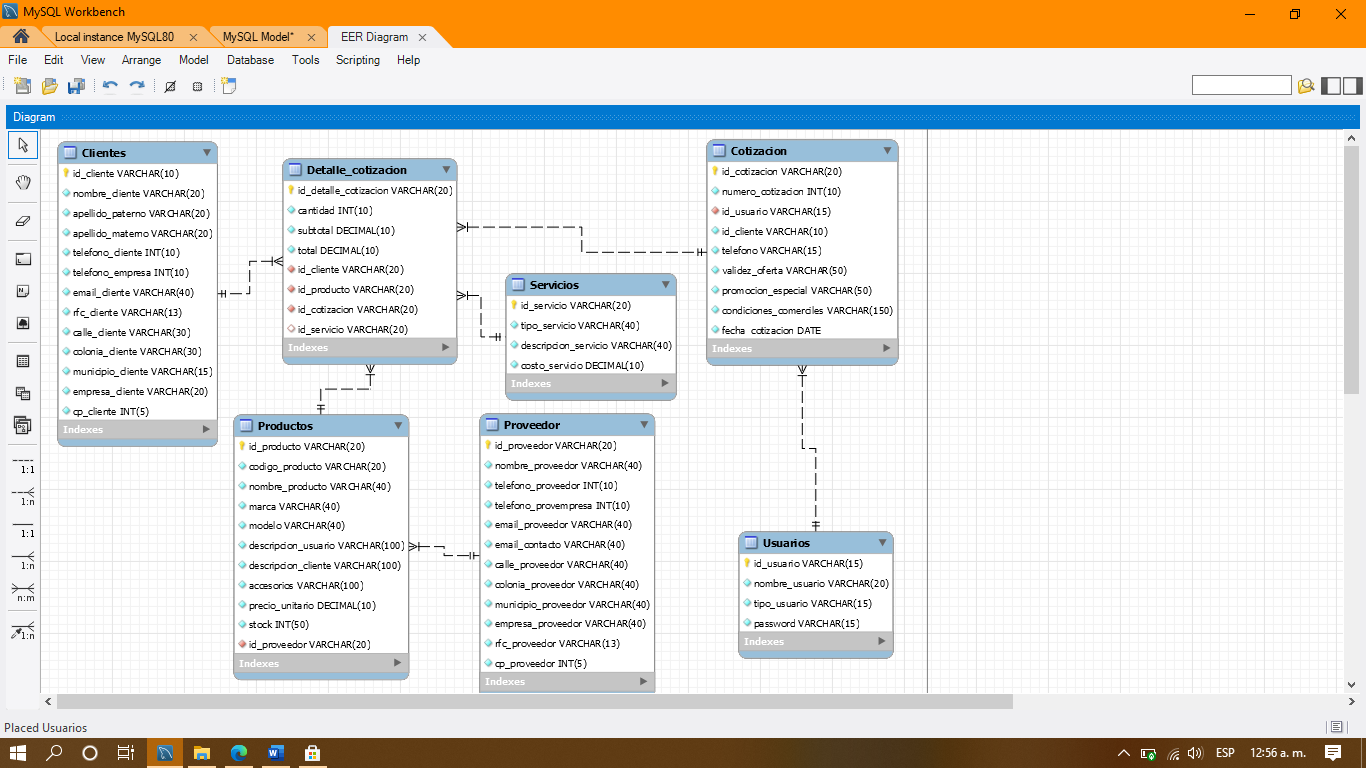 MySQL Workbench
Local instance MySQL80
MySQL Model*
EER Diagram
File Edit View Arrange Model Database Tools Scripting Help
Diagram
Clientes
id_cliente VARCHAR(10)
nombre_cliente VARCHAR(20)
apellido_paterno VARCHAR(20)
apellido_materno VARCHAR(20)
telefono_cliente INT(10)
telefono_empresa INT(10)
email_cliente VARCHAR(40)
rfc_cliente VARCHAR(13)
calle_cliente VARCHAR(30)
colonia_cliente VARCHAR(30)
municipio_cliente VARCHAR(15)
empresa_cliente VARCHAR(20)
cp_cliente INT(5)
Indexes
Detalle_cotizacion
id_detalle_cotizacion VARCHAR(20)
cantidad INT(10)
subtotal DECIMAL(10)
total DECIMAL(10)
id_cliente VARCHAR(20)
id_producto VARCHAR(20)
id_cotizacion VARCHAR(20)
id_servicio VARCHAR(20)
Indexes
Servicios
id_servicio VARCHAR(20)
tipo_servicio VARCHAR(40)
descripcion_servicio VARCHAR(40)
costo_servicio DECIMAL(10)
Indexes
Cotizacion
id_cotizacion VARCHAR(20)
numero_cotizacion INT(10)
id_usuario VARCHAR(15)
id_cliente VARCHAR(10)
telefono VARCHAR(15)
validez_oferta VARCHAR(50)
promocion_especial VARCHAR(50)
condiciones_comerciles VARCHAR(150)
fecha_cotizacion DATE
Indexes
Productos
id_producto VARCHAR(20)
codigo_producto VARCHAR(20)
nombre_producto VARCHAR(40)
marca VARCHAR(40)
modelo VARCHAR(40)
descripcion_usuario VARCHAR(100)
descripcion_cliente VARCHAR(100)
accesorios VARCHAR(100)
precio_unitario DECIMAL(10)
stock INT(50)
id_proveedor VARCHAR(20)
Indexes
Proveedor
id_proveedor VARCHAR(20)
nombre_proveedor VARCHAR(40)
telefono_proveedor INT(10)
telefono_provempresa INT(10)
email_proveedor VARCHAR(40)
email_contacto VARCHAR(40)
calle_proveedor VARCHAR(40)
colonia_proveedor VARCHAR(40)
municipio_proveedor VARCHAR(40)
empresa_proveedor VARCHAR(40)
rfc_proveedor VARCHAR(13)
cp_proveedor INT(5)
Indexes
Usuarios
id_usuario VARCHAR(15)
nombre_usuario VARCHAR(20)
tipo_usuario VARCHAR(15)
password VARCHAR(15)
Indexes
1:1
1:n
1:1
1:n
n:m
1:n
Placed Usuarios
ESP 12:56 a. m.